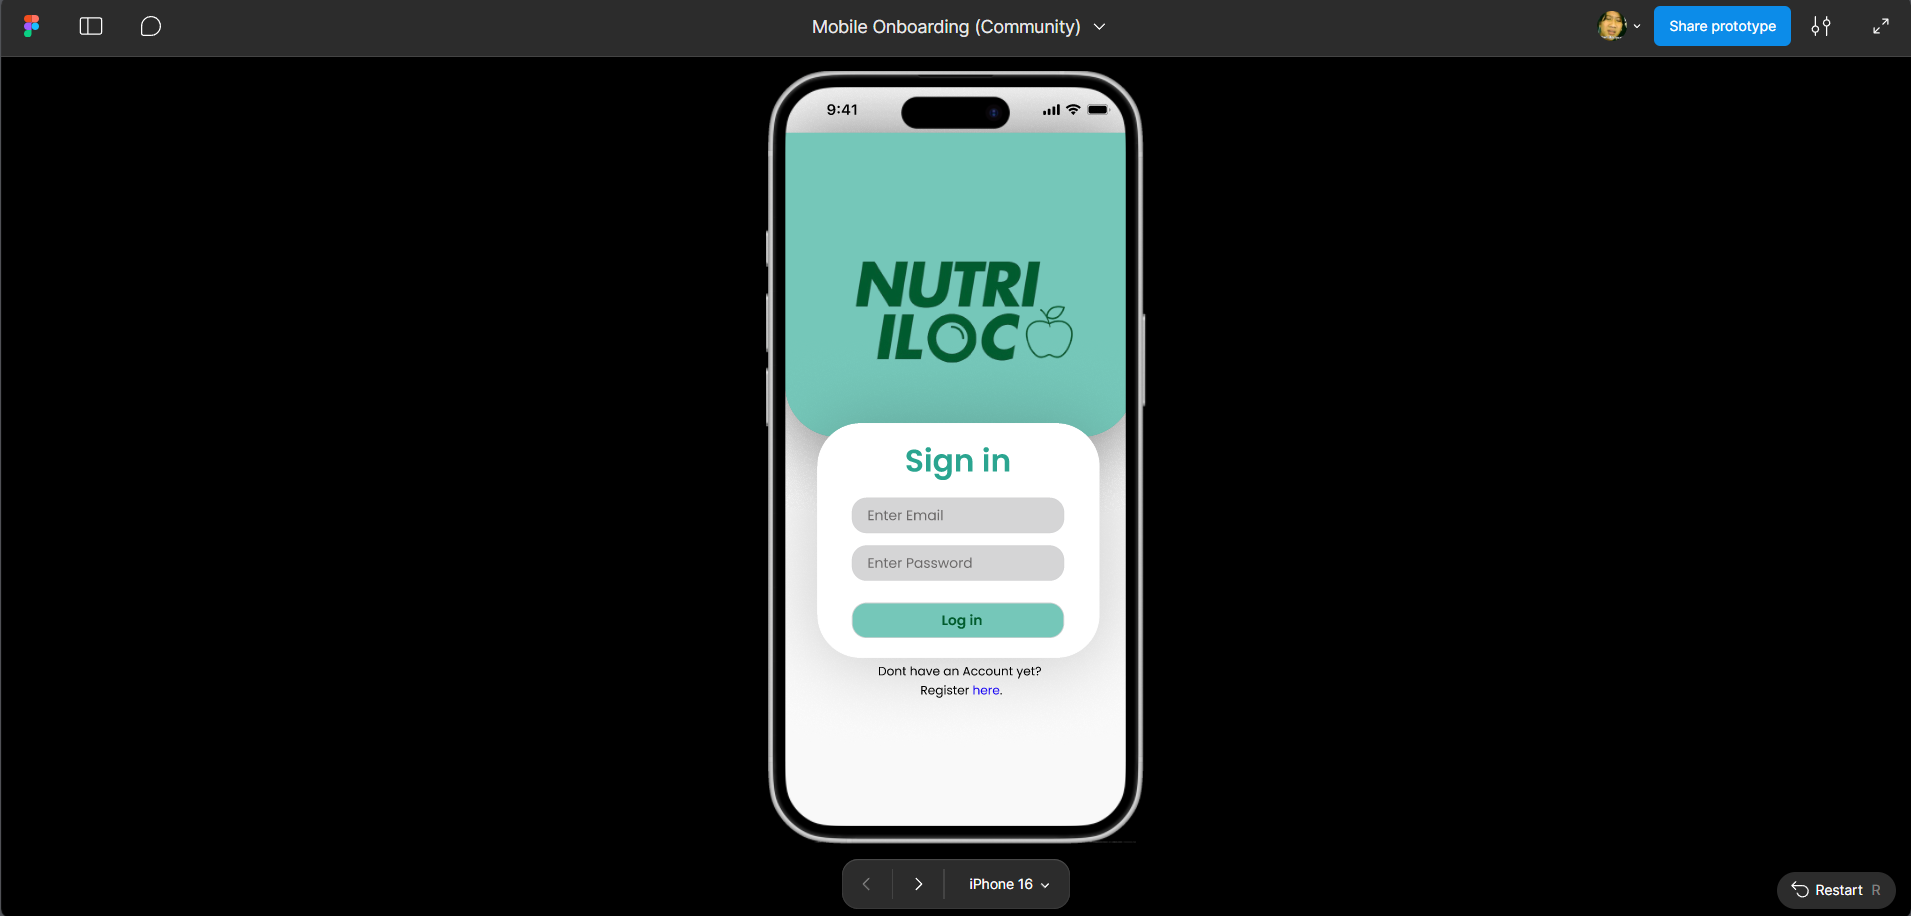 Mobile Onboarding (Community)
Share prototype
9:41
NUTRI
ILOC
Sign in
Enter Email
Enter Password
Log in
Dont have an Account yet?
Register here.
iPhone 16
Restart R